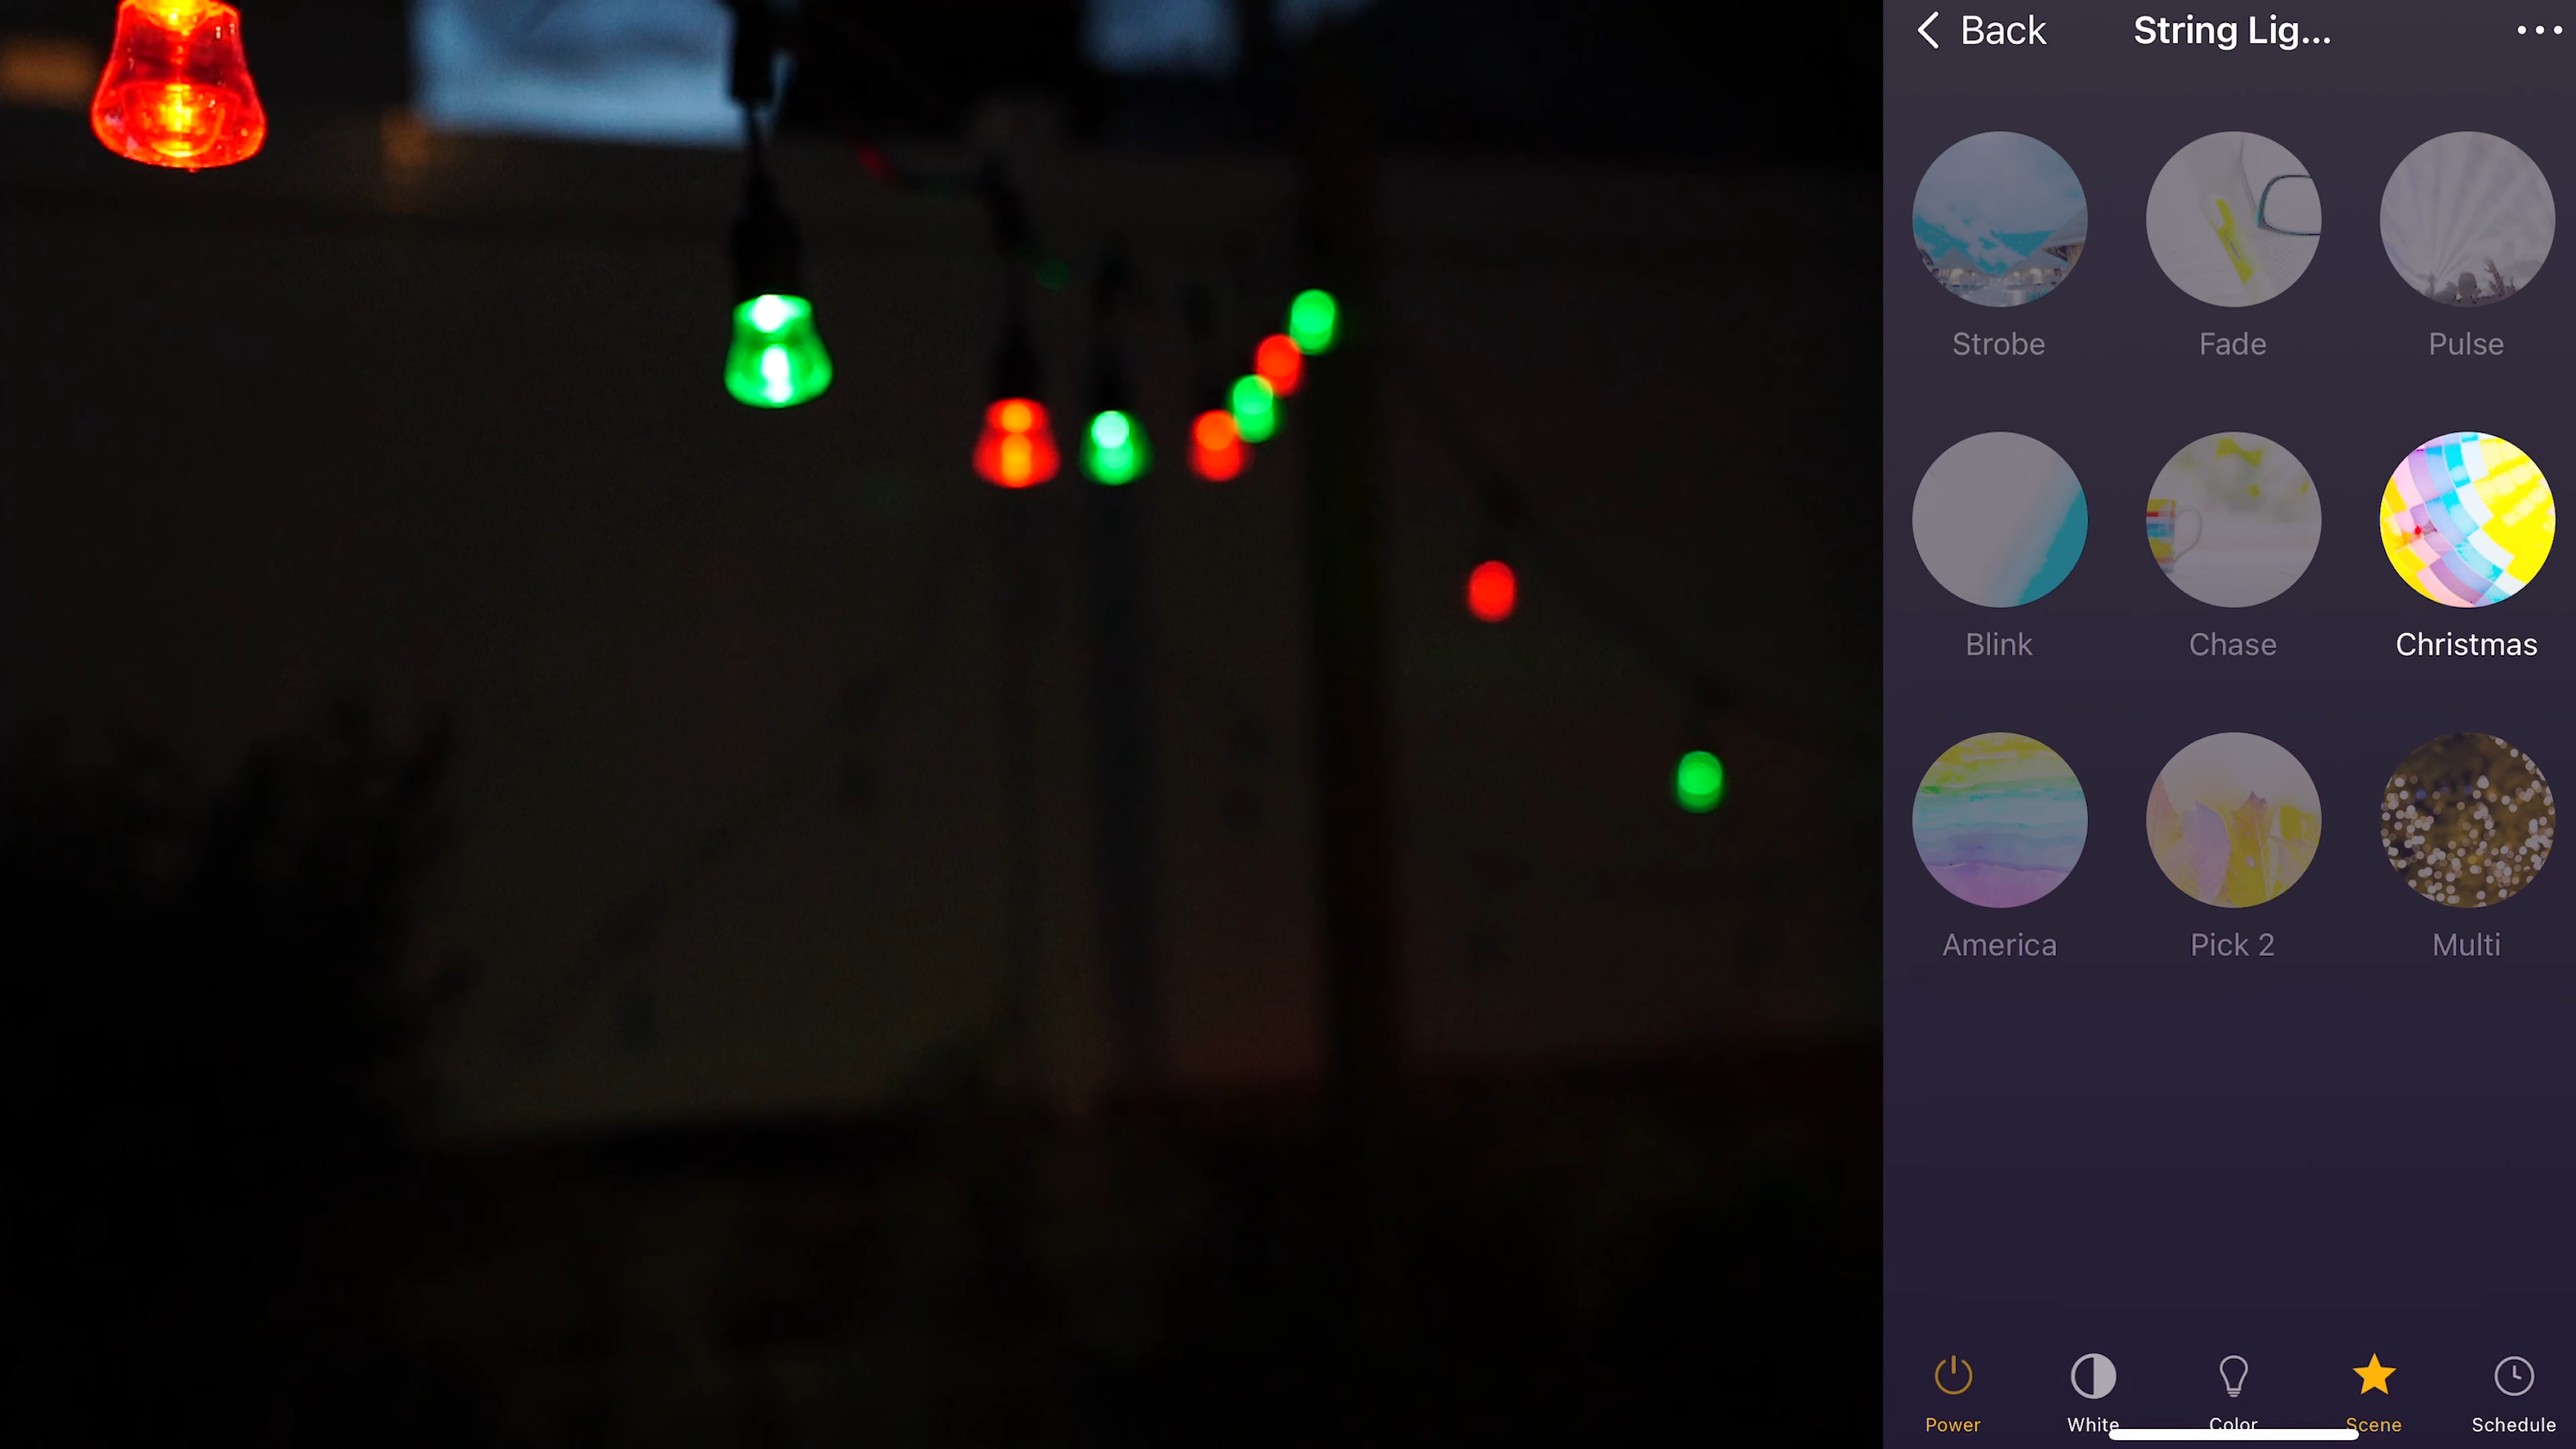 Back
String Lig...
Strobe
Fade
Pulse
Blink
Chase
Christmas
America
Pick 2
Multi
Power
White
Color
Scene
Schedule